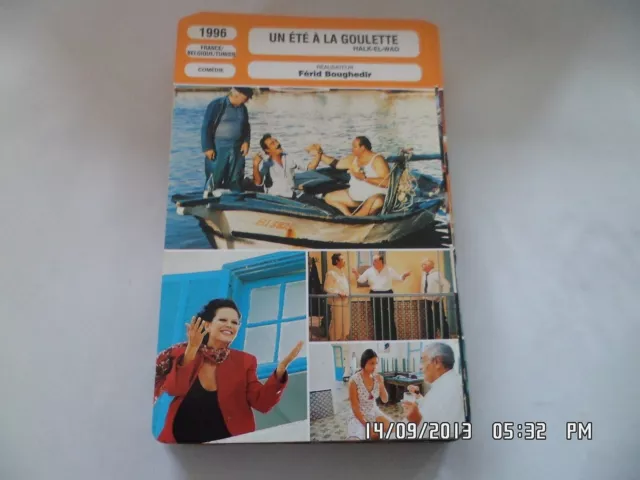 1996
FRANCE-
BELGIQUE/TUNISIE
COMÉDIE
UN ÉTÉ À LA GOULETTE
HALK-EL-WAD
RÉALISATEUR
Férid Boughedir
14/09/2013 05:32 PM